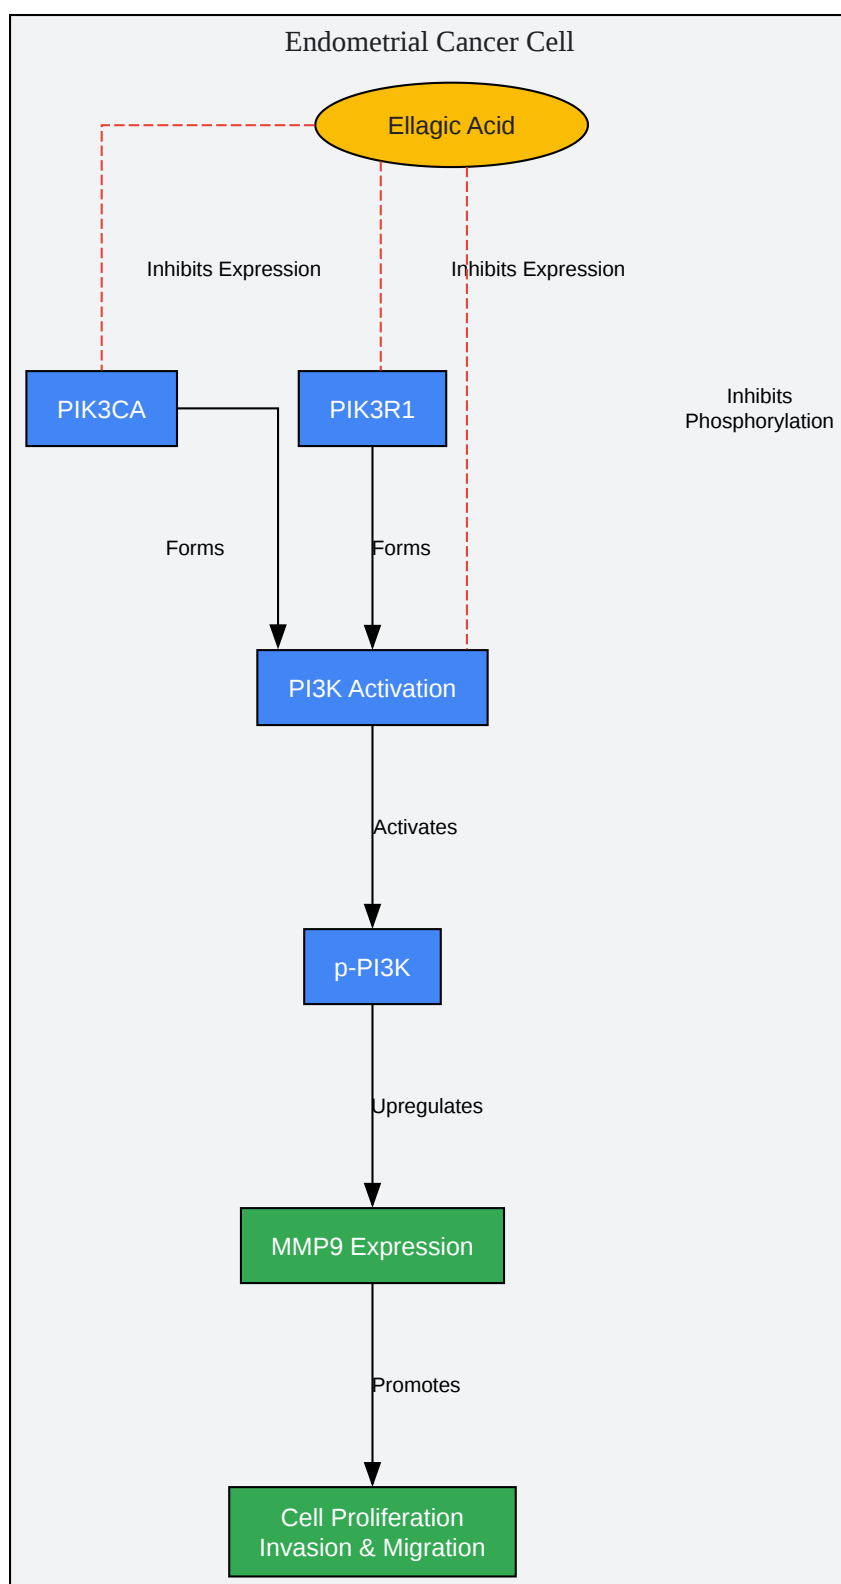 Endometrial Cancer Cell
Ellagic Acid
Inhibits Expression
Inhibits Expression
PIK3CA
PIK3R1
Inhibits
Phosphorylation
Forms
Forms
PI3K Activation
Activates
p-PI3K
Upregulates
MMP9 Expression
Promotes
Cell Proliferation
Invasion & Migration